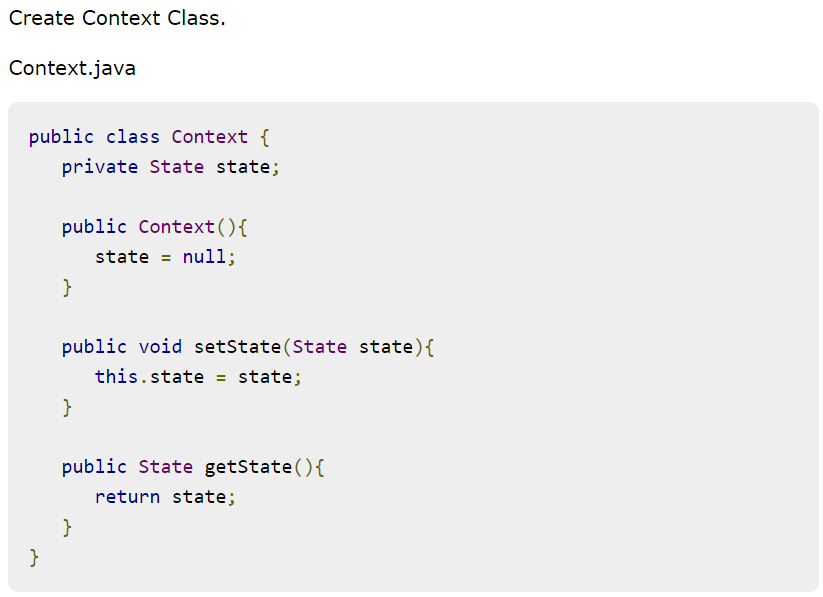 Create Context Class.
Context.java
public class Context {
   private State state;

   public Context(){
      state = null;
   }

   public void setState(State state){
      this.state = state;
   }

   public State getState(){
      return state;
   }
}